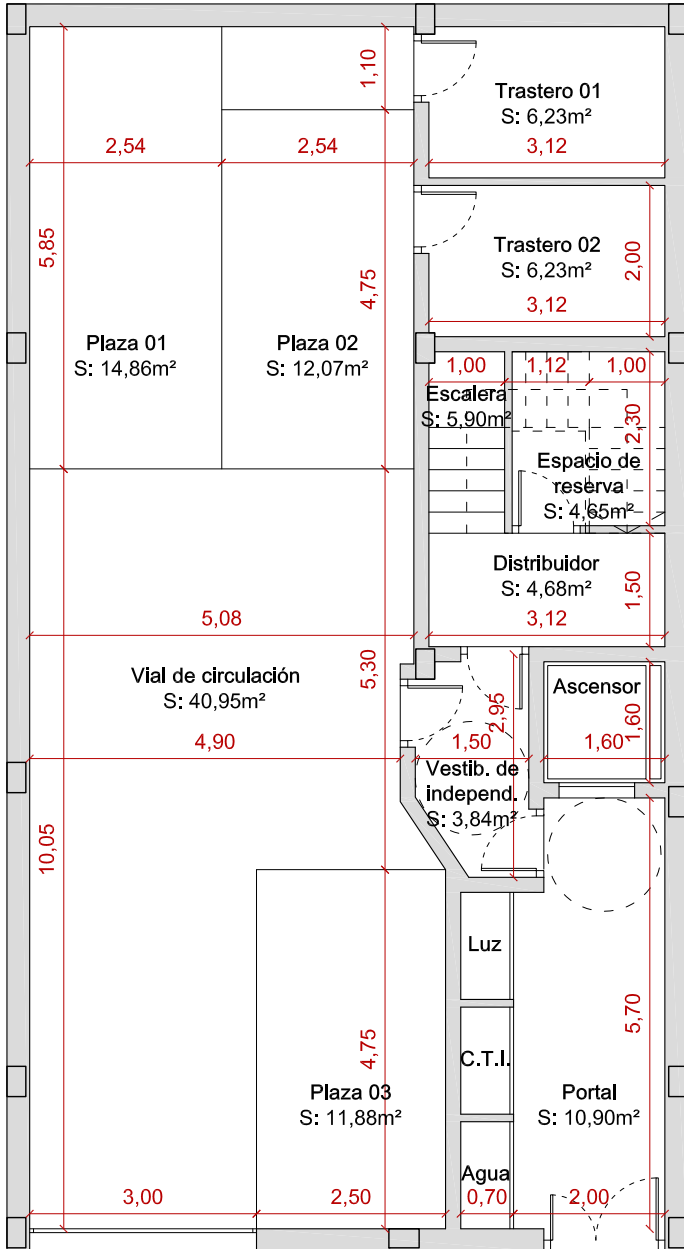 1,10
Trastero 01
S: 6,23m²
2,54
2,54
3,12
5,85
4,75
Trastero 02
S: 6,23m²
2,00
3,12
Plaza 01
S: 14,86m²
Plaza 02
S: 12,07m²
1,00
1,12
1,00
Escalera
S: 5,90m²
2,30
Espacio de
reserva
S: 4,65m²
Distribuidor
S: 4,68m²
1,50
3,12
5,08
5,30
Vial de circulación
S: 40,95m²
2,95
Ascensor
1,60
4,90
1,50
1,60
Vestib. de
independ.
S: 3,84m²
10,05
Luz
5,70
4,75
C.T.I.
Plaza 03
S: 11,88m²
Portal
S: 10,90m²
Agua
3,00
2,50
0,70
2,00